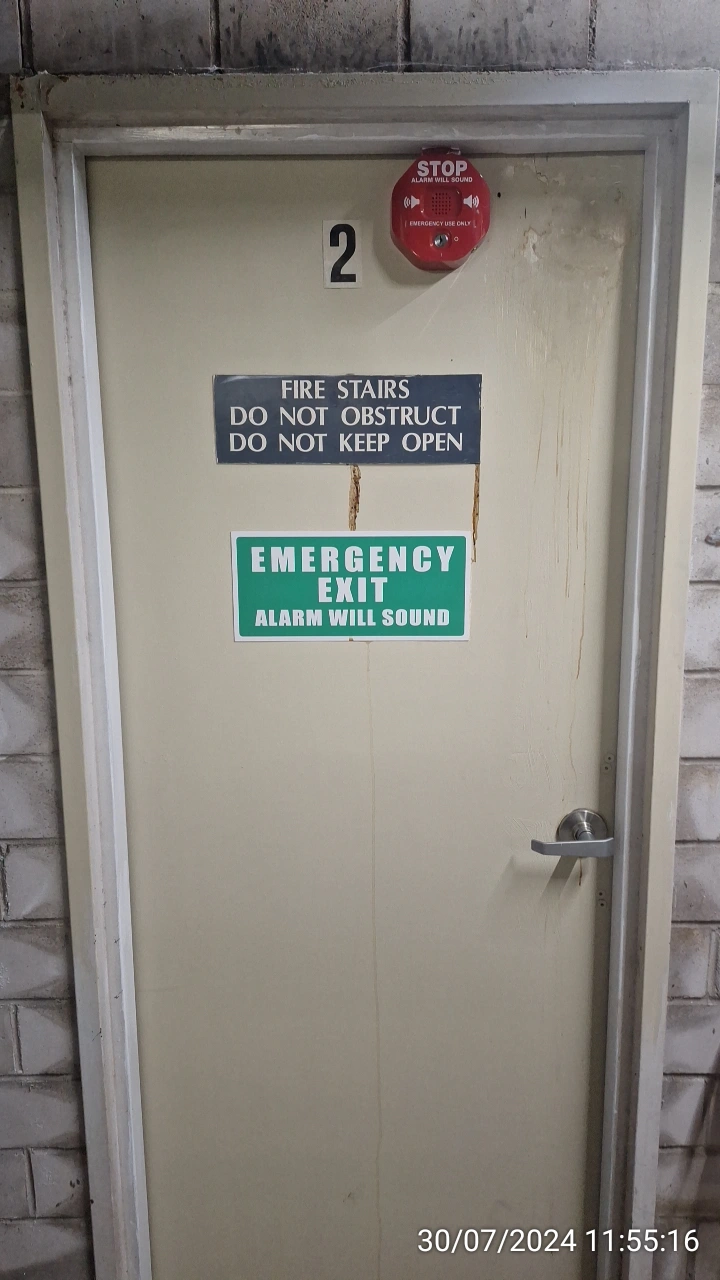 STOP
ALARM WILL SOUND
EMERGENCY USE ONLY
2
FIRE STAIRS
DO NOT OBSTRUCT
DO NOT KEEP OPEN
EMERGENCY
EXIT
ALARM WILL SOUND
30/07/2024 11:55:16